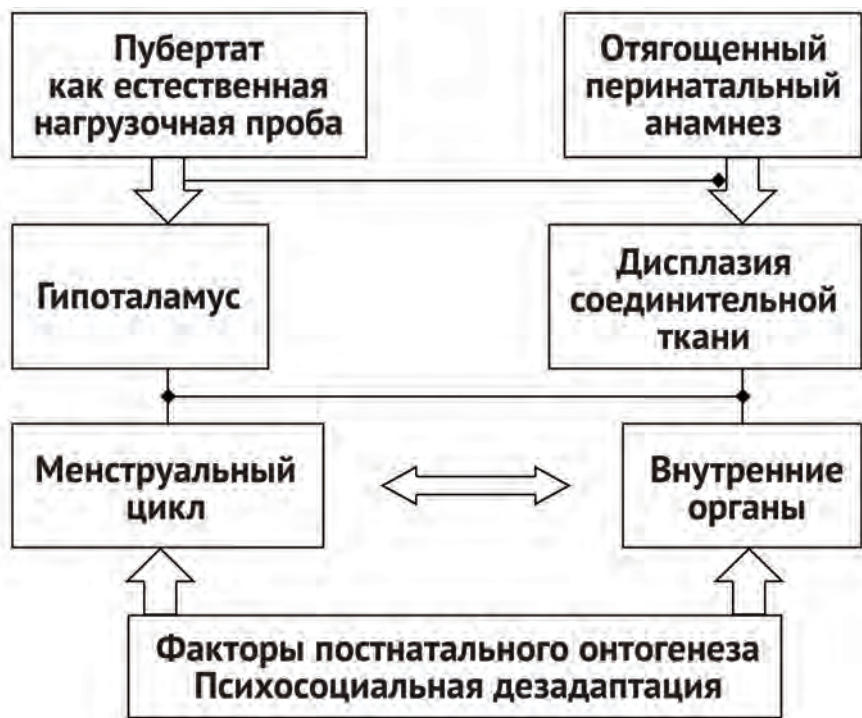 Пубертат
как естественная
нагрузочная проба
Отягощенный
перинатальный
анамнез
Гипоталамус
Дисплазия
соединительной
ткани
Менструальный
цикл
Внутренние
органы
Факторы постнатального онтогенеза
Психосоциальная дезадаптация